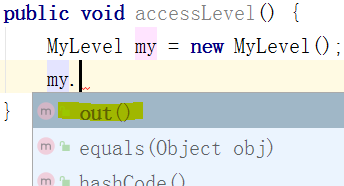 public void accessLevel() {
MyLevel my = new MyLevel();
my.
}
m out()
m equals(Object obj)
m hashCode()